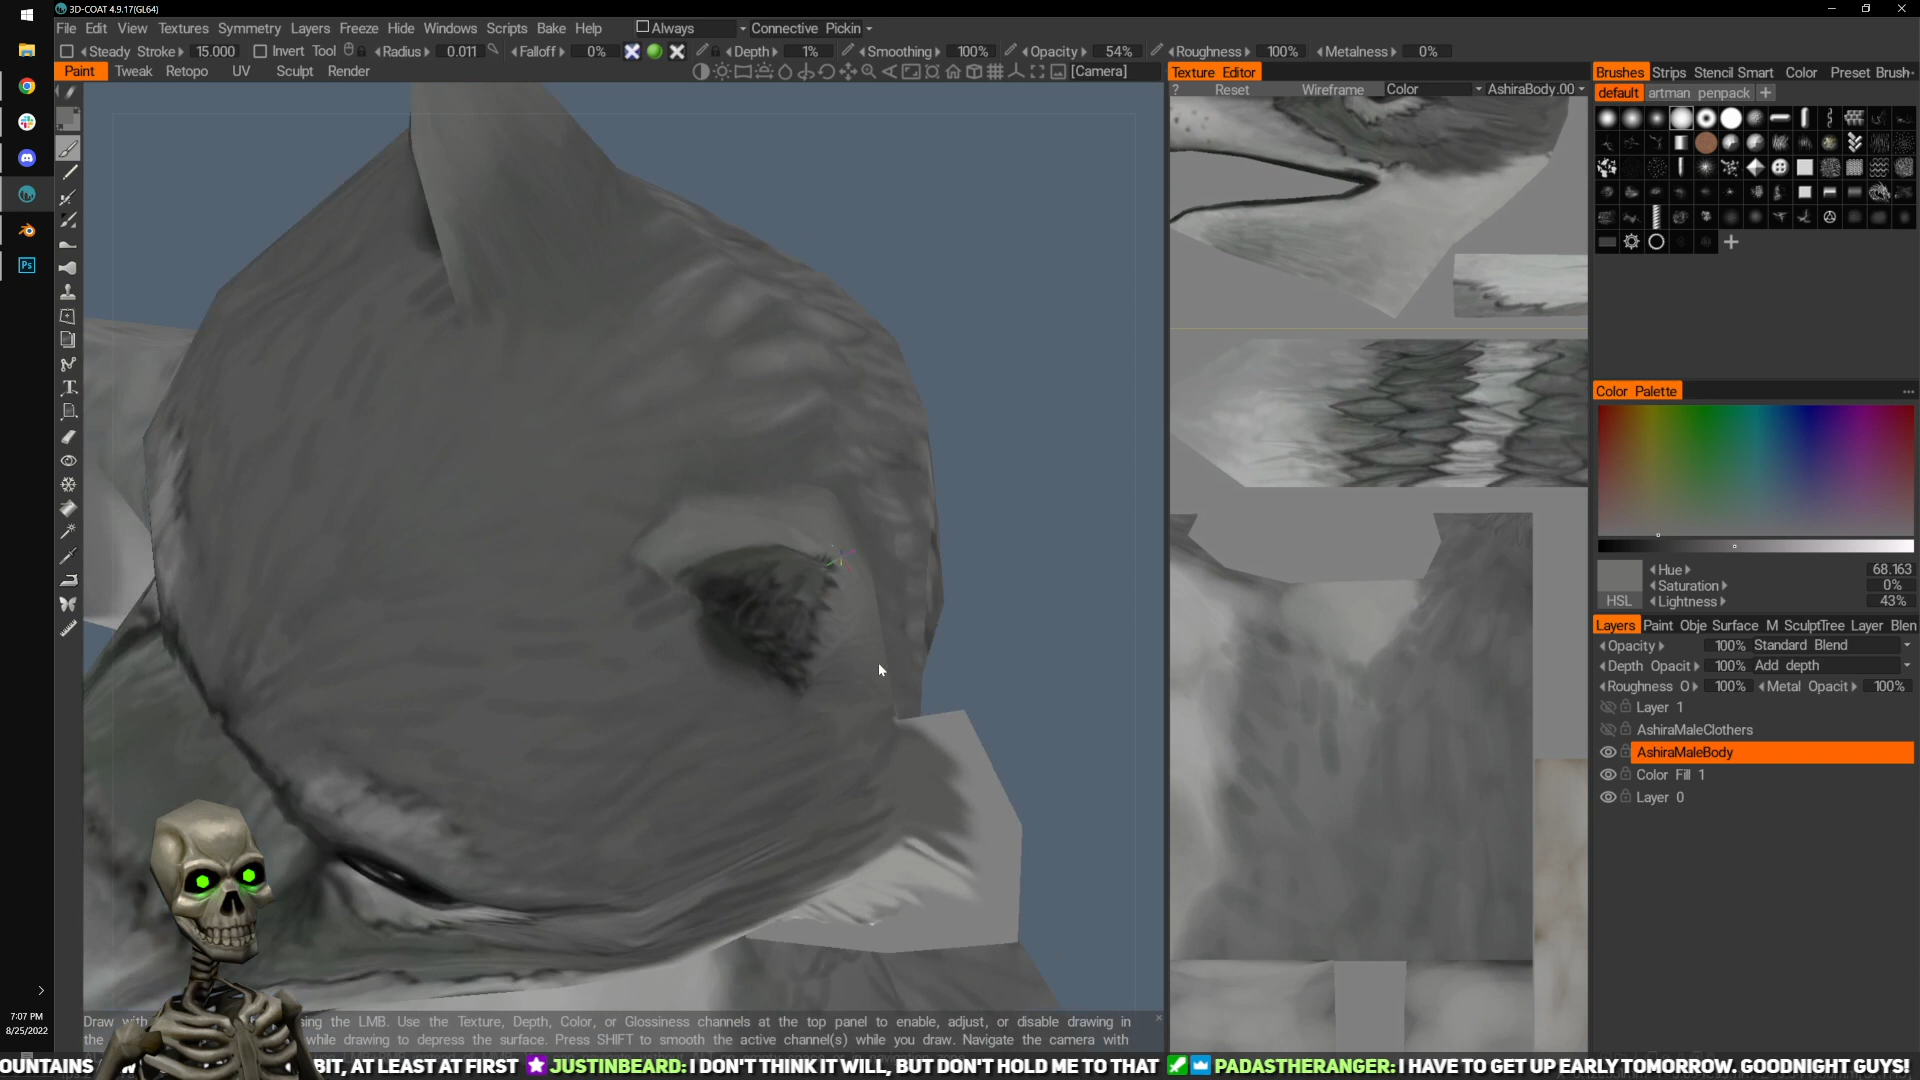 3D-COAT 4.9.17(GL64)
File Edit View Textures Symmetry Layers Freeze Hide Windows Scripts Bake Help Always Connective Pickin
Steady Stroke 15.000 Invert Tool Radius 0.011 Falloff 0% Depth 1% Smoothing 100% Opacity 54% Roughness 100% Metalness 0%
Paint Tweak Retopo UV Sculpt Render [Camera]
Texture Editor
? Reset Wireframe Color AshiraBody.00
Brushes Strips Stencil Smart Color Preset Brush
default artman penpack
Color Palette
Hue 68.163
Saturation 0%
HSL Lightness 43%
Layers Paint Obje Surface M SculptTree Layer Blen
Opacity 100% Standard Blend
Depth Opacit 100% Add depth
Roughness O 100% Metal Opacit 100%
Layer 1
AshiraMaleClothers
AshiraMaleBody
Color Fill 1
Layer 0
Ps
7:07 PM
8/25/2022
Draw with sing the LMB. Use the Texture, Depth, Color, or Glossiness channels at the top panel to enable, adjust, or disable drawing in
the while drawing to depress the surface. Press SHIFT to smooth the active channel(s) while you draw. Navigate the camera with
OUNTAINS BIT, AT LEAST AT FIRST JUSTINBEARD: I DON'T THINK IT WILL, BUT DON'T HOLD ME TO THAT PADASTHERANGER: I HAVE TO GET UP EARLY TOMORROW. GOODNIGHT GUYS!